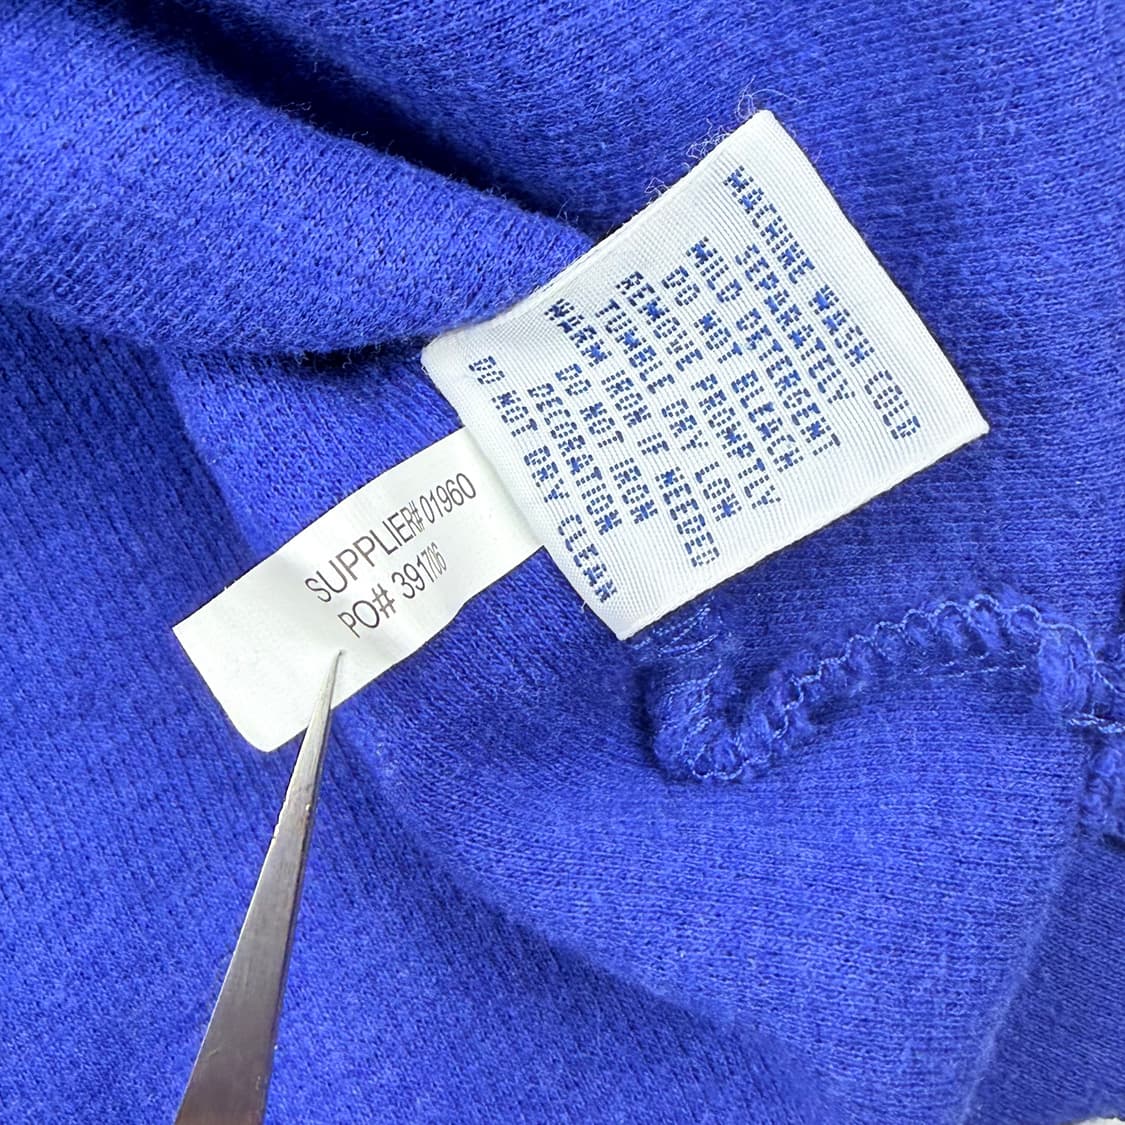 MACHINE WASH COLD
SEPARATELY
MILD DETERGENT
DO NOT BLEACH
REMOVE PROMPTLY
TUMBLE DRY LOW
WARM IRON IF NEEDED
DO NOT IRON
DECORATION
DO NOT DRY CLEAN
SUPPLIER#01960
PO# 391706